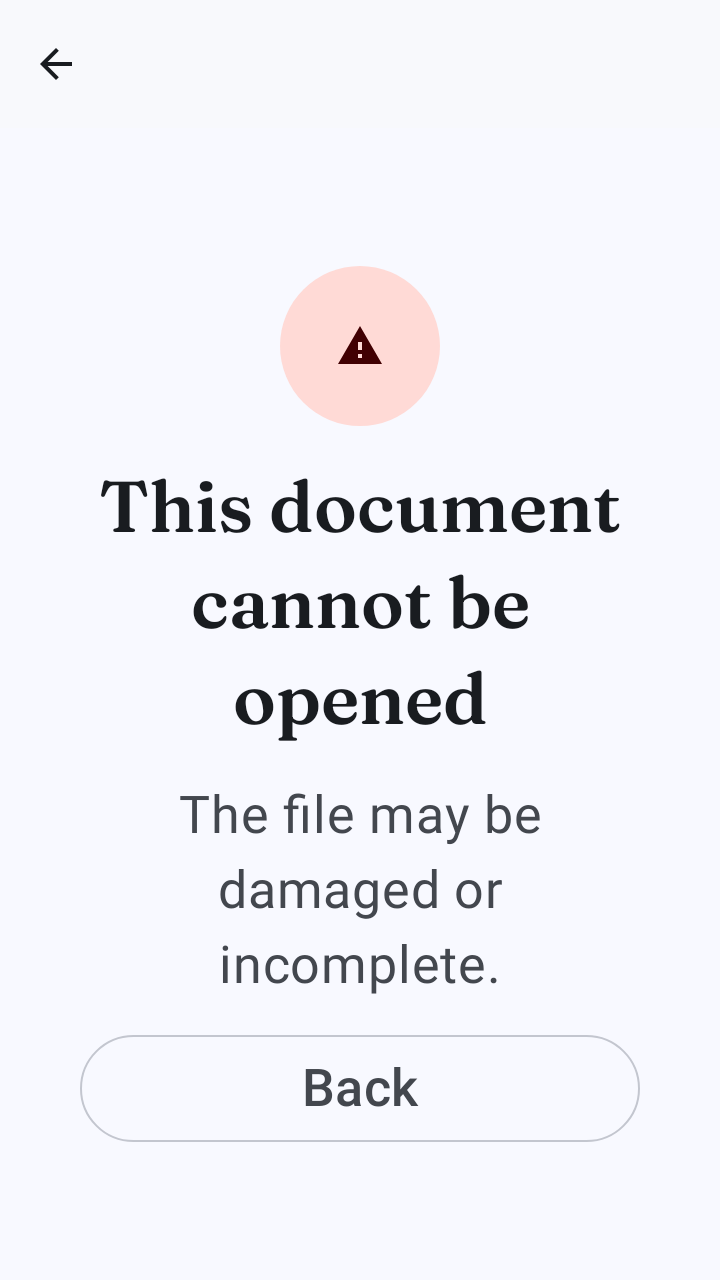 This document
cannot be
opened
The file may be
damaged or
incomplete.
Back